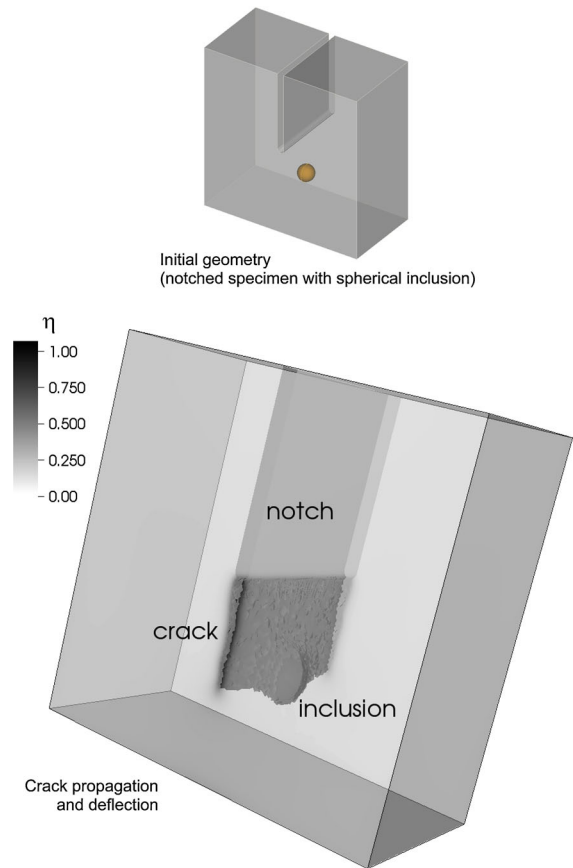 Initial geometry
(notched specimen with spherical inclusion)
η
1.00
0.750
0.500
0.250
0.00
notch
crack
inclusion
Crack propagation
and deflection